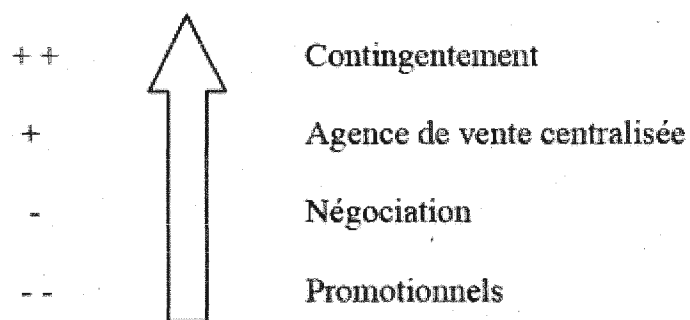 ++ Contingentement
+ Agence de vente centralisée
- Négociation
-- Promotionnels